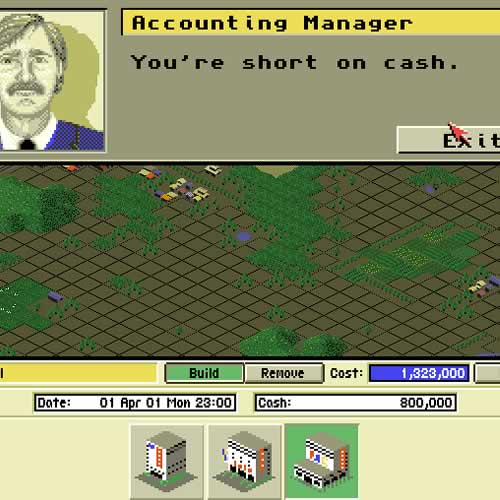 Accounting Manager
You're short on cash.
Exit
Build Remove Cost: 1,323,000
Date: 01 Apr 01 Mon 23:00 Cash: 800,000